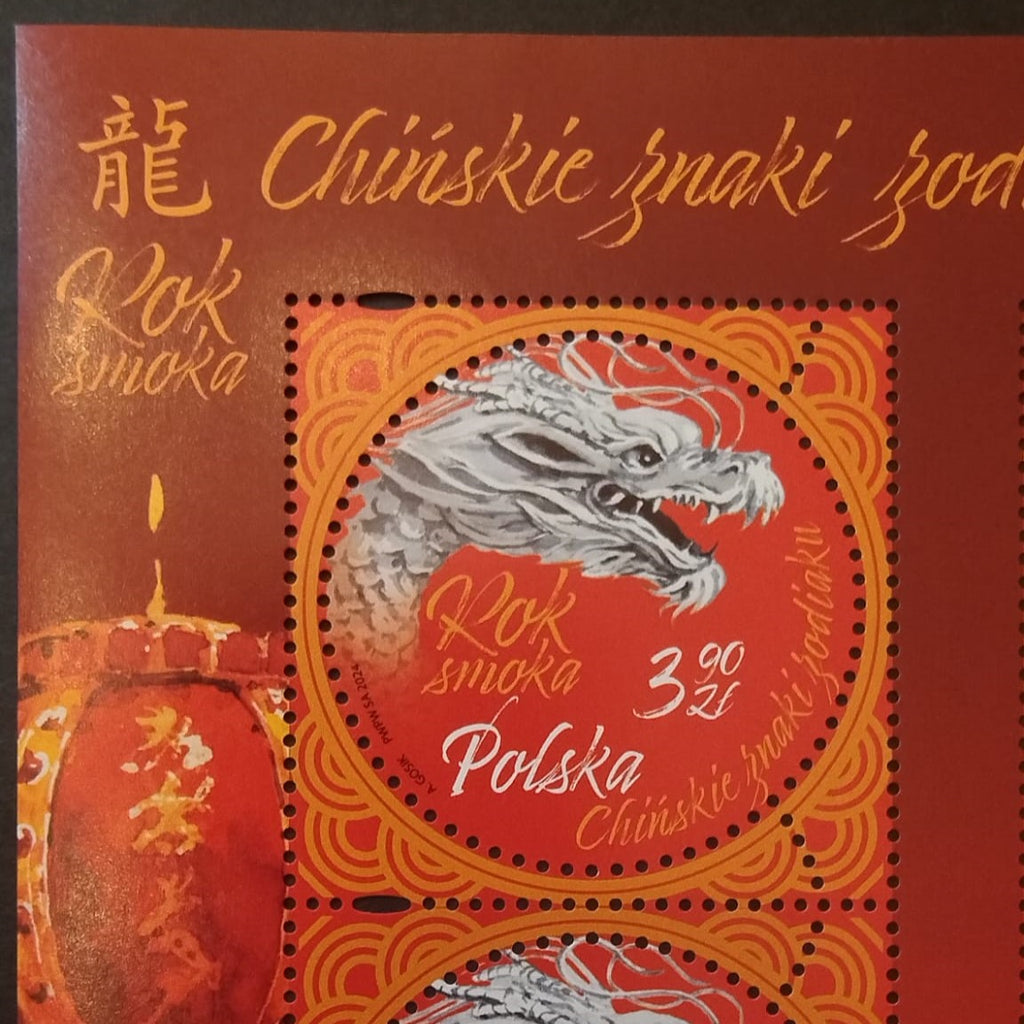 龍 Chińskie znaki zod
Rok
smoka
Rok
smoka
3 90
ZŁ
Polska
Chińskie znaki zodiaku
A. GOSIK PWPW SA 2024